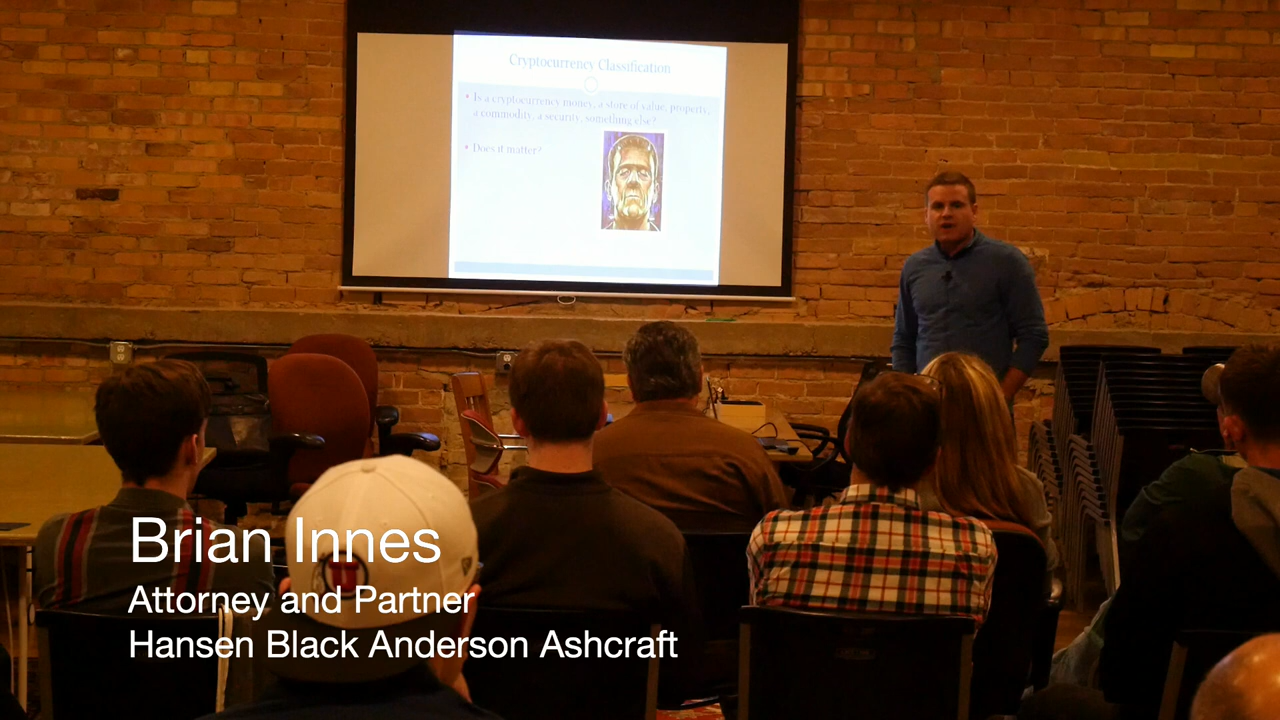 Cryptocurrency Classification
• Is a cryptocurrency money, a store of value, property,
a commodity, a security, something else?
• Does it matter?
U
Brian Innes
Attorney and Partner
Hansen Black Anderson Ashcraft